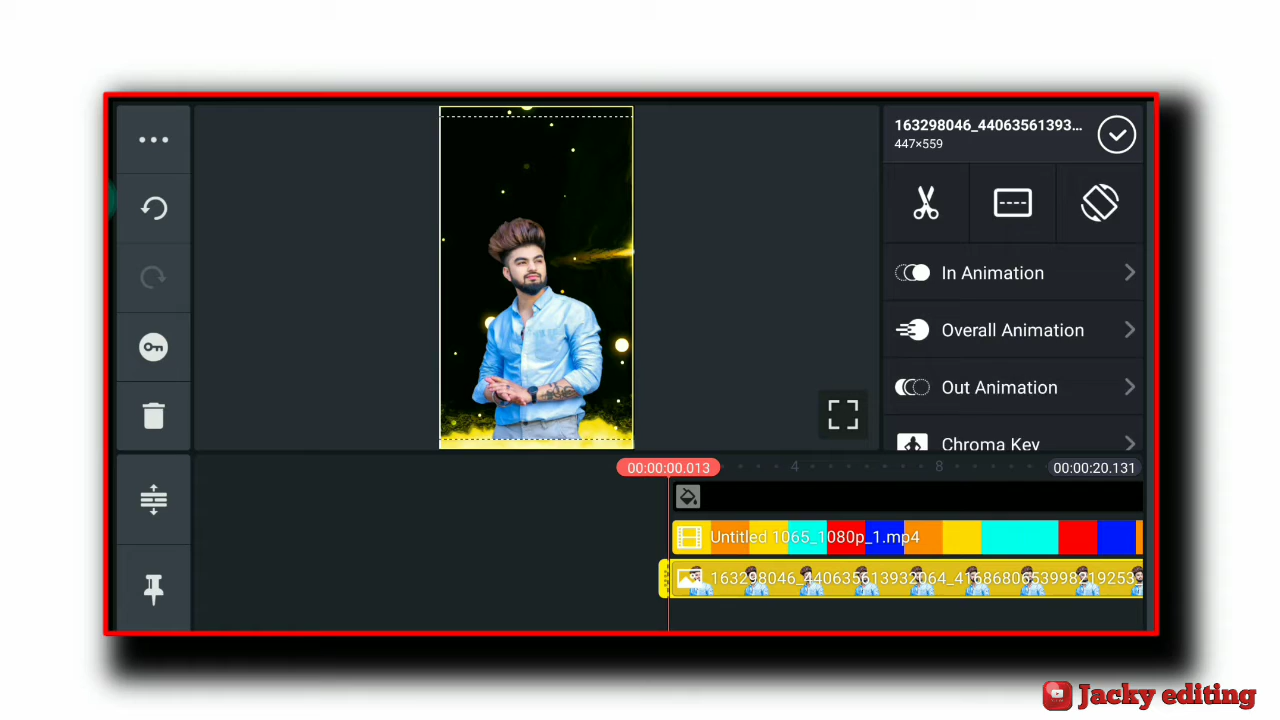 163298046_44063561393...
447×559
In Animation
Overall Animation
Out Animation
Chroma Key
00:00:00.013
4
8
00:00:20.131
Untitled 1065_1080p_1.mp4
163298046_440635613932064_4168680653998219253
Jacky editing